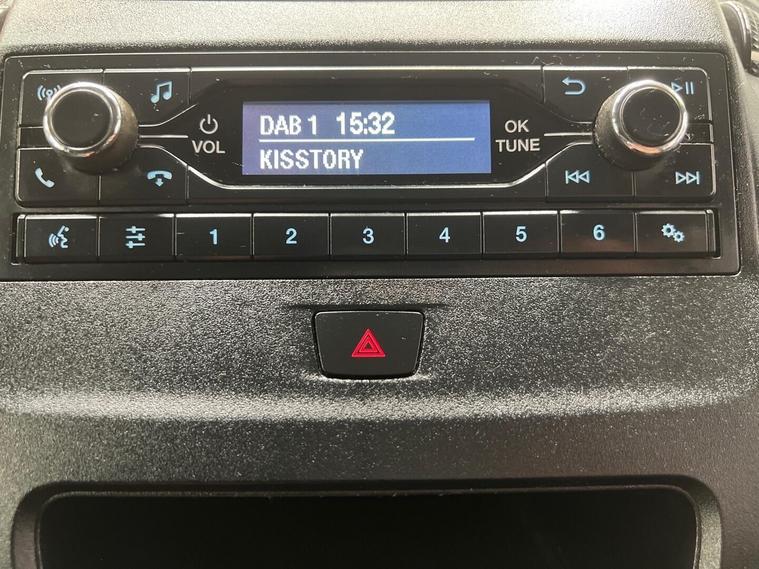 DAB 1 15:32
KISSTORY
VOL
OK
TUNE
1 2 3 4 5 6